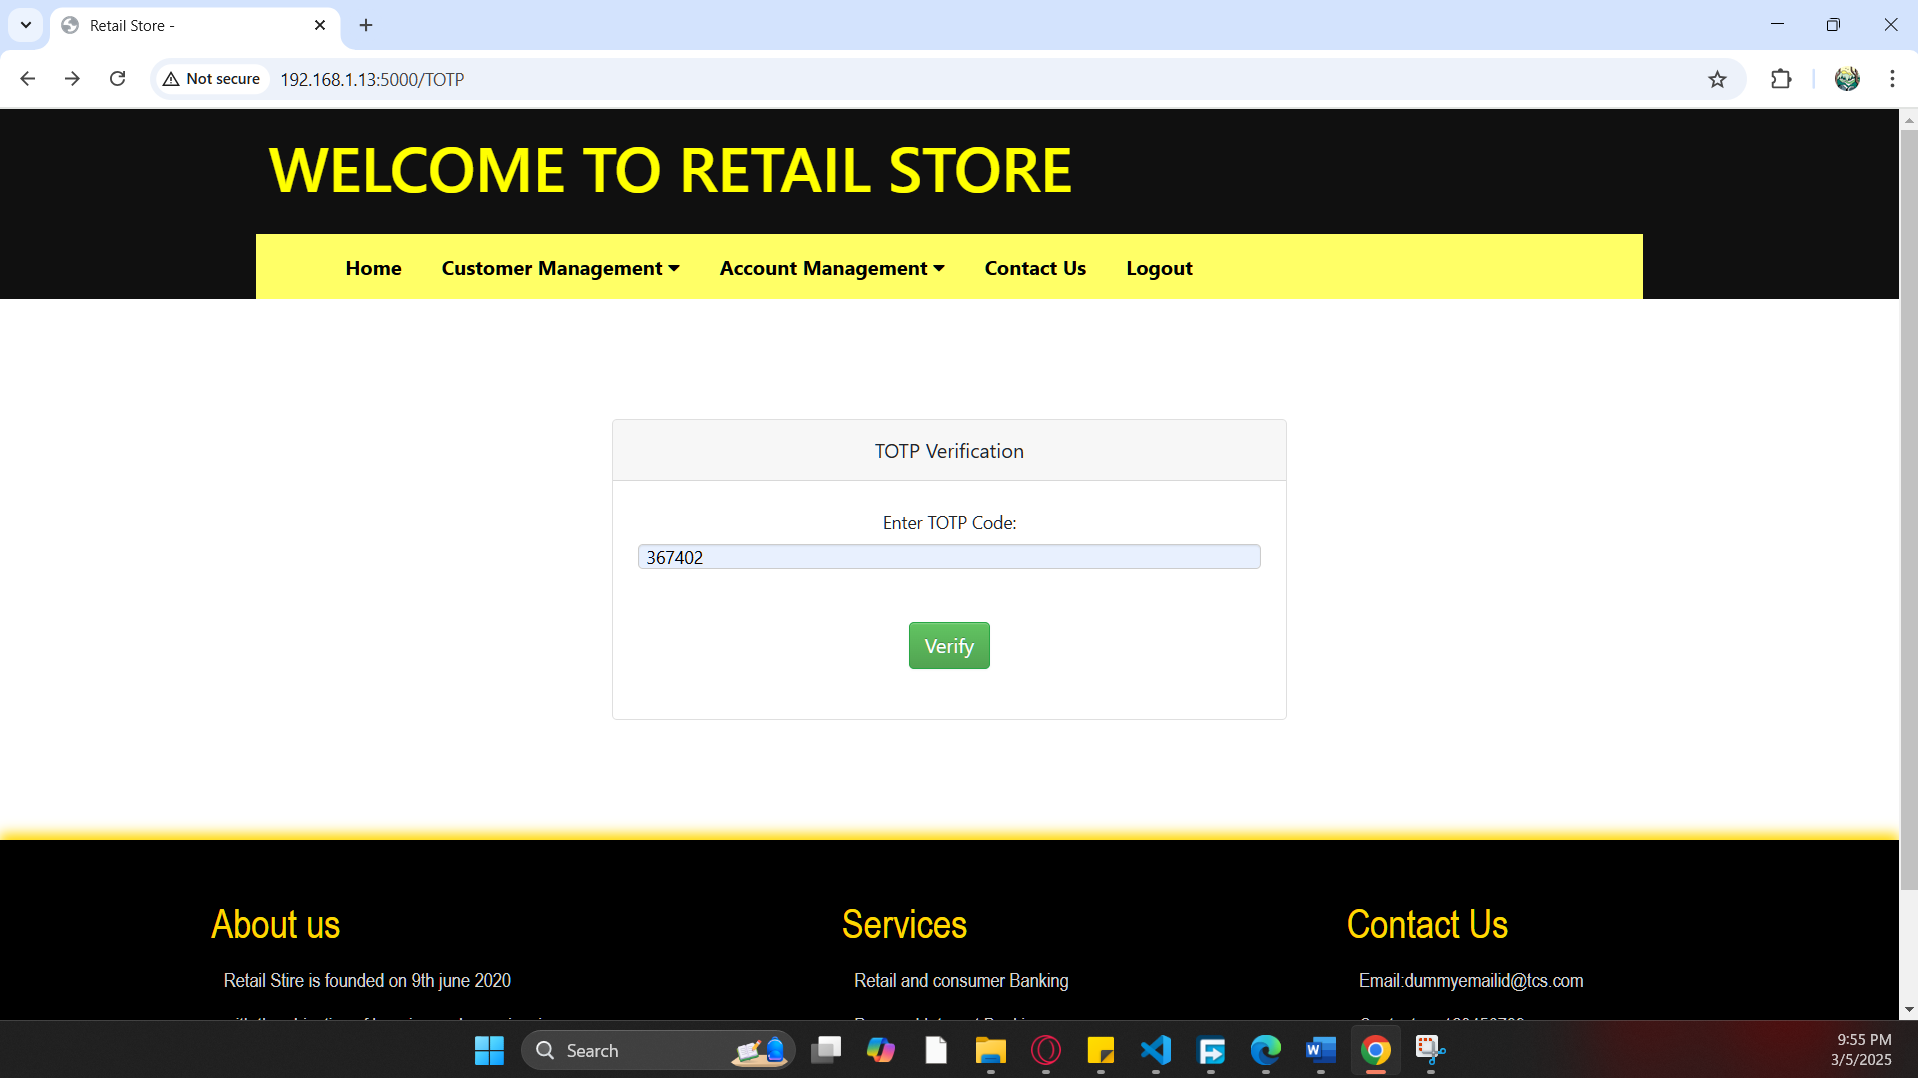 Retail Store -
Not secure
192.168.1.13:5000/TOTP
WELCOME TO RETAIL STORE
Home Customer Management Account Management Contact Us Logout
TOTP Verification
Enter TOTP Code:
367402
Verify
About us Services Contact Us
Retail Stire is founded on 9th june 2020 Retail and consumer Banking Email:dummyemailid@tcs.com
Search
9:55 PM
3/5/2025